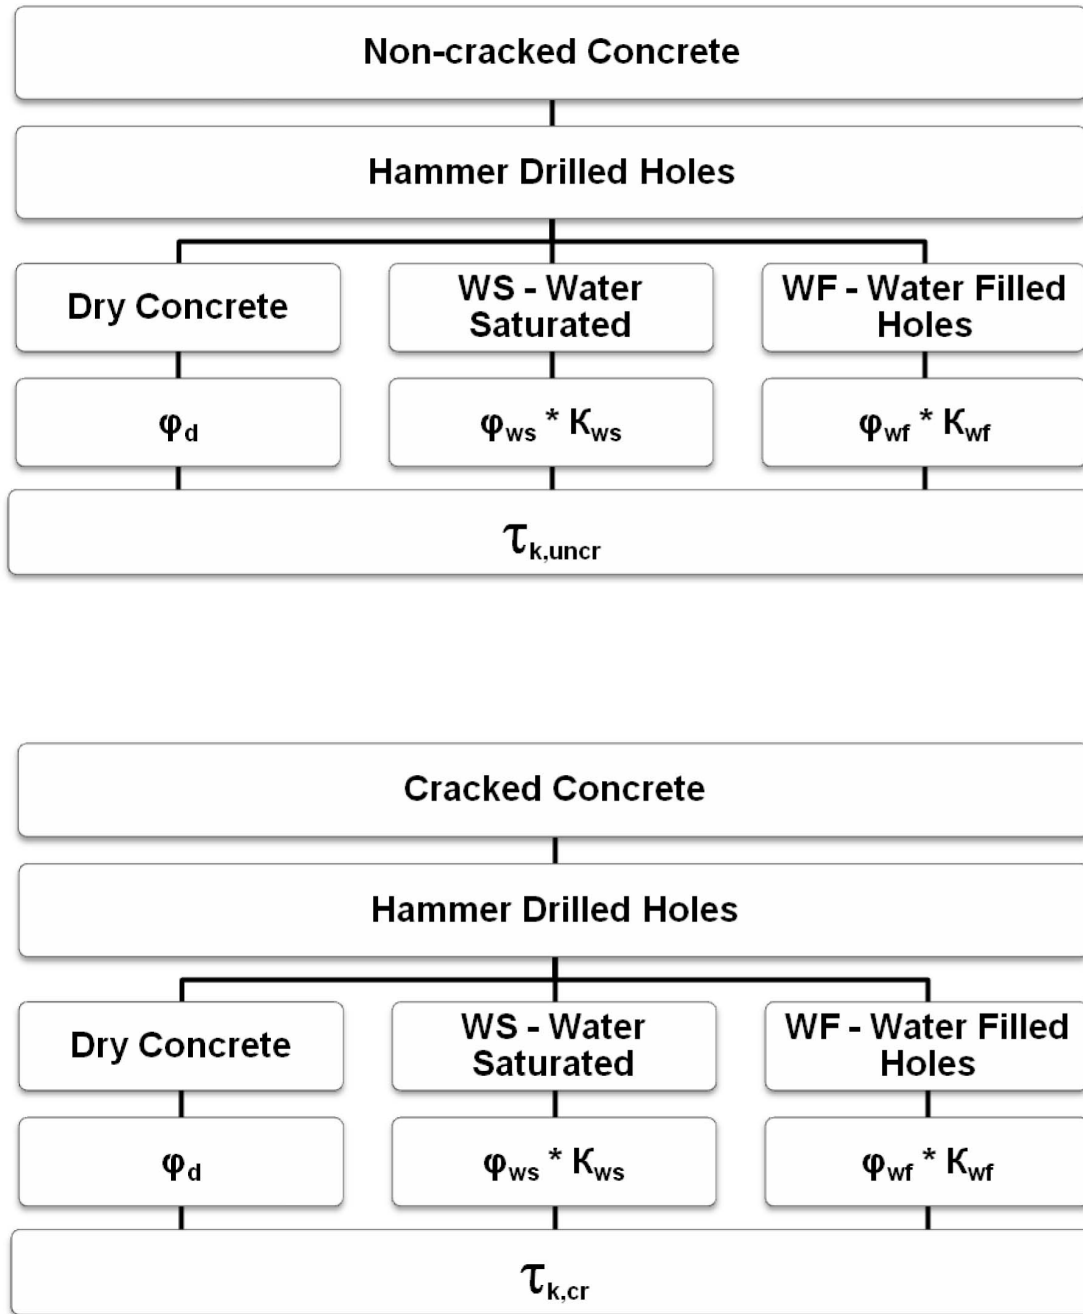 Non-cracked Concrete
Hammer Drilled Holes
Dry Concrete
WS - Water
Saturated
WF - Water Filled
Holes
φd
φws * Kws
φwf * Kwf
τk,uncr
Cracked Concrete
Hammer Drilled Holes
Dry Concrete
WS - Water
Saturated
WF - Water Filled
Holes
φd
φws * Kws
φwf * Kwf
τk,cr